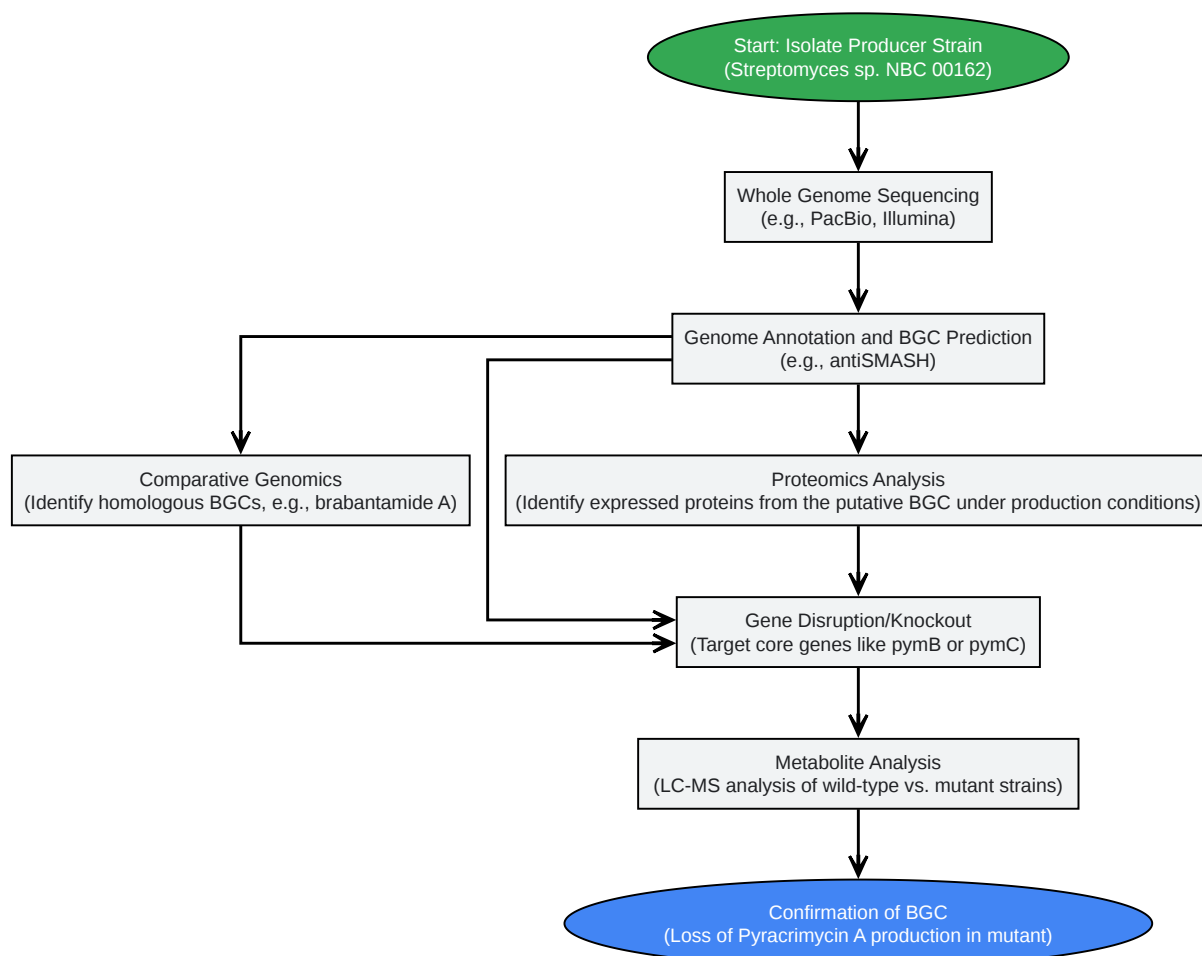 Start: Isolate Producer Strain
(Streptomyces sp. NBC 00162)
Whole Genome Sequencing
(e.g., PacBio, Illumina)
Genome Annotation and BGC Prediction
(e.g., antiSMASH)
Comparative Genomics
(Identify homologous BGCs, e.g., brabantamide A)
Proteomics Analysis
(Identify expressed proteins from the putative BGC under production conditions)
Gene Disruption/Knockout
(Target core genes like pymB or pymC)
Metabolite Analysis
(LC-MS analysis of wild-type vs. mutant strains)
Confirmation of BGC
(Loss of Pyracrimycin A production in mutant)